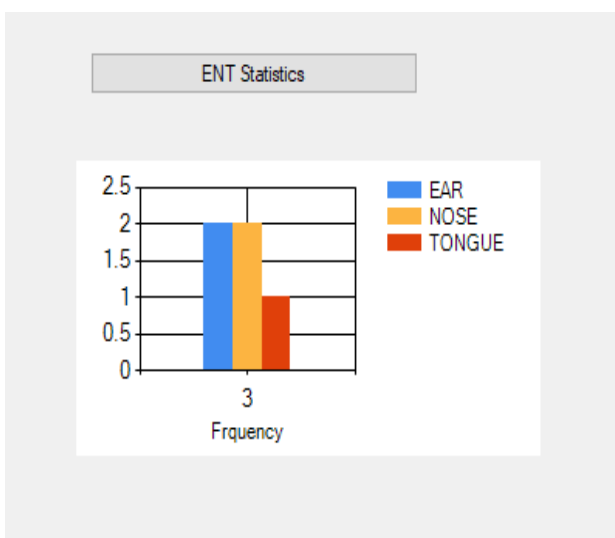 ENT Statistics
2.5
2
1.5
1
0.5
0
3
Frquency
EAR
NOSE
TONGUE